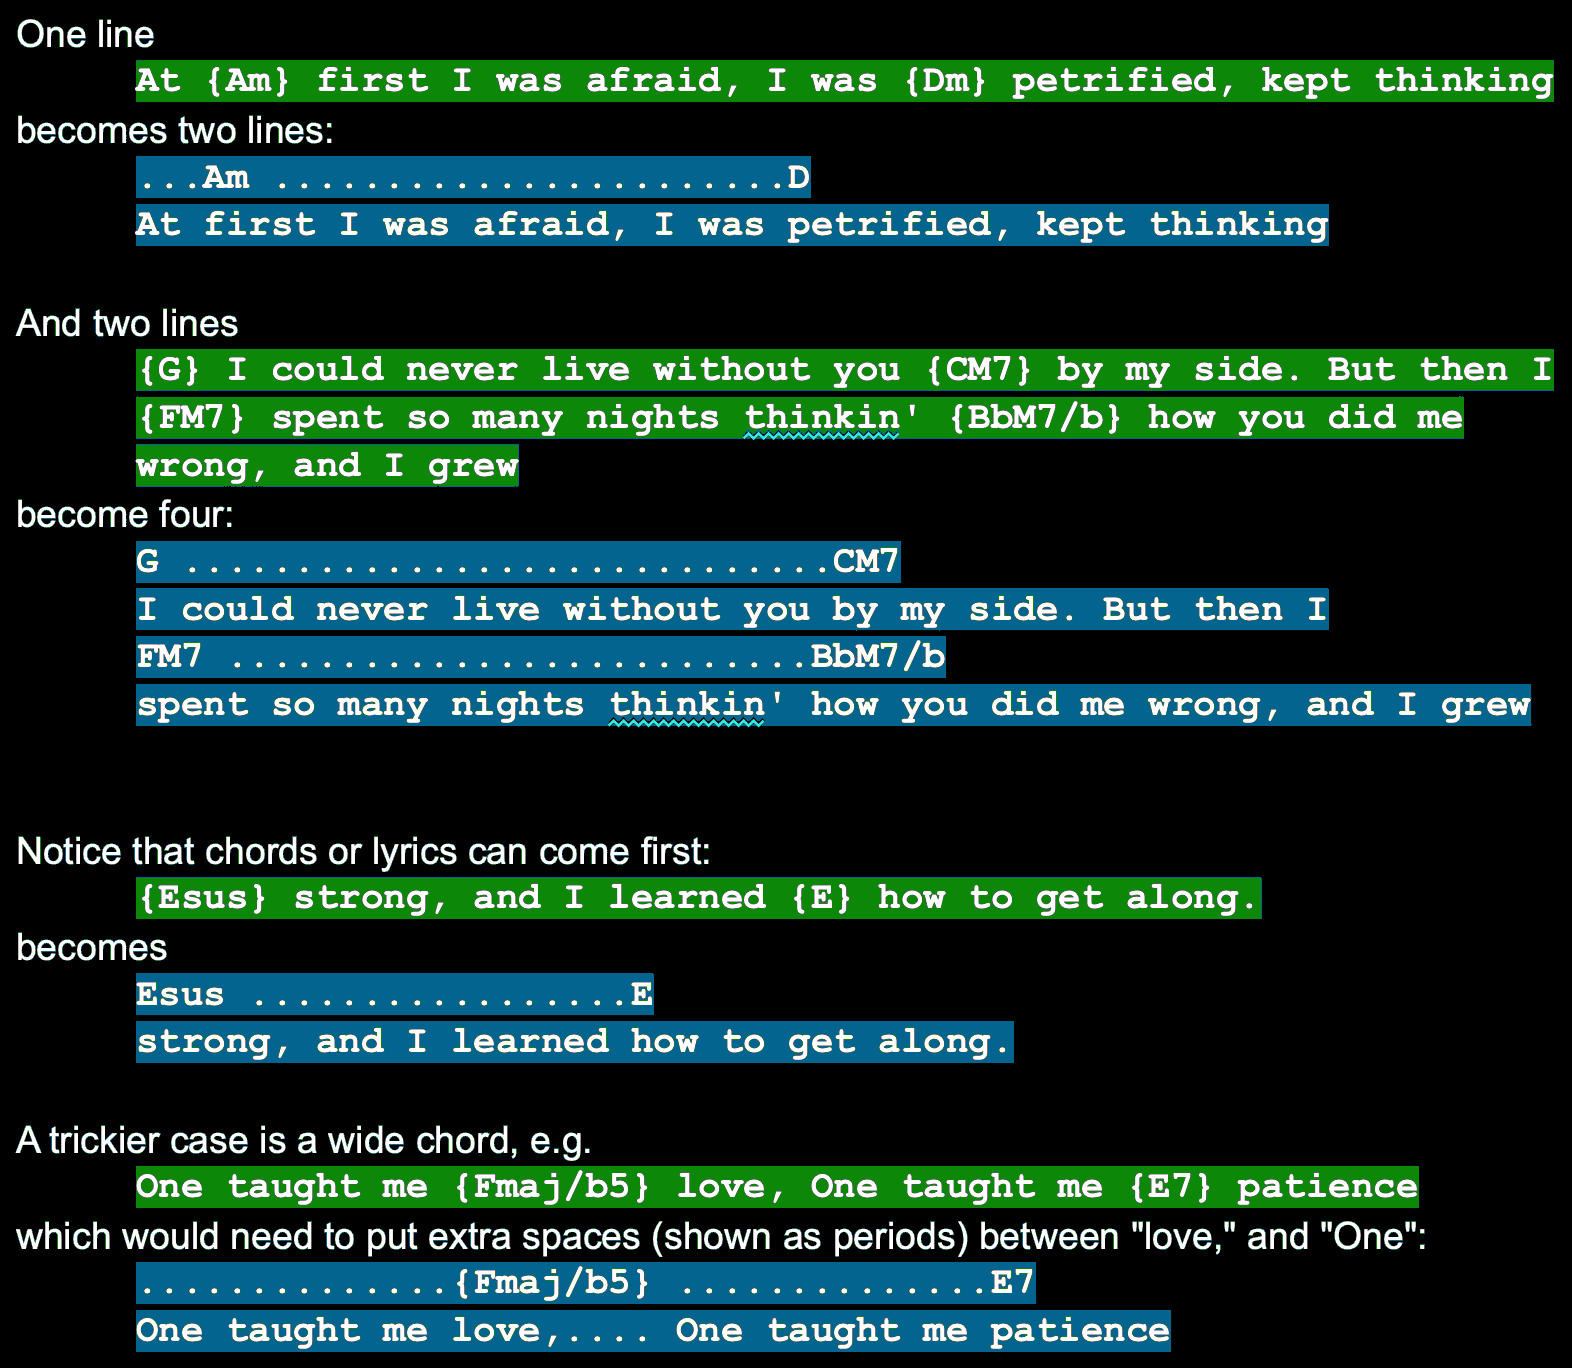 One line
At {Am} first I was afraid, I was {Dm} petrified, kept thinking
becomes two lines:
...Am .......................D
At first I was afraid, I was petrified, kept thinking
And two lines
{G} I could never live without you {CM7} by my side. But then I
{FM7} spent so many nights thinkin' {BbM7/b} how you did me
wrong, and I grew
become four:
G .............................CM7
I could never live without you by my side. But then I
FM7 ..........................BbM7/b
spent so many nights thinkin' how you did me wrong, and I grew
Notice that chords or lyrics can come first:
{Esus} strong, and I learned {E} how to get along.
becomes
Esus .................E
strong, and I learned how to get along.
A trickier case is a wide chord, e.g.
One taught me {Fmaj/b5} love, One taught me {E7} patience
which would need to put extra spaces (shown as periods) between "love," and "One":
..............{Fmaj/b5} ..............E7
One taught me love,.... One taught me patience